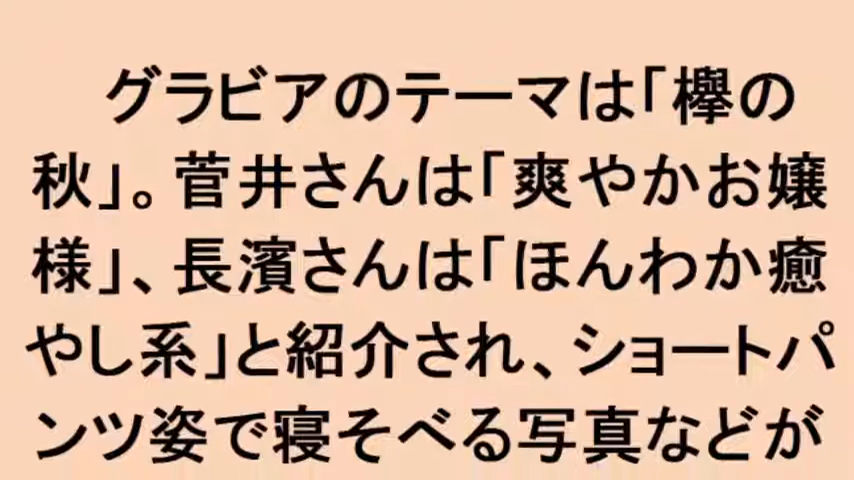 グラビアのテーマは「欅の
秋」。菅井さんは「爽やかお嬢
様」、長濱さんは「ほんわか癒
やし系」と紹介され、ショートパ
ンツ姿で寝そべる写真などが